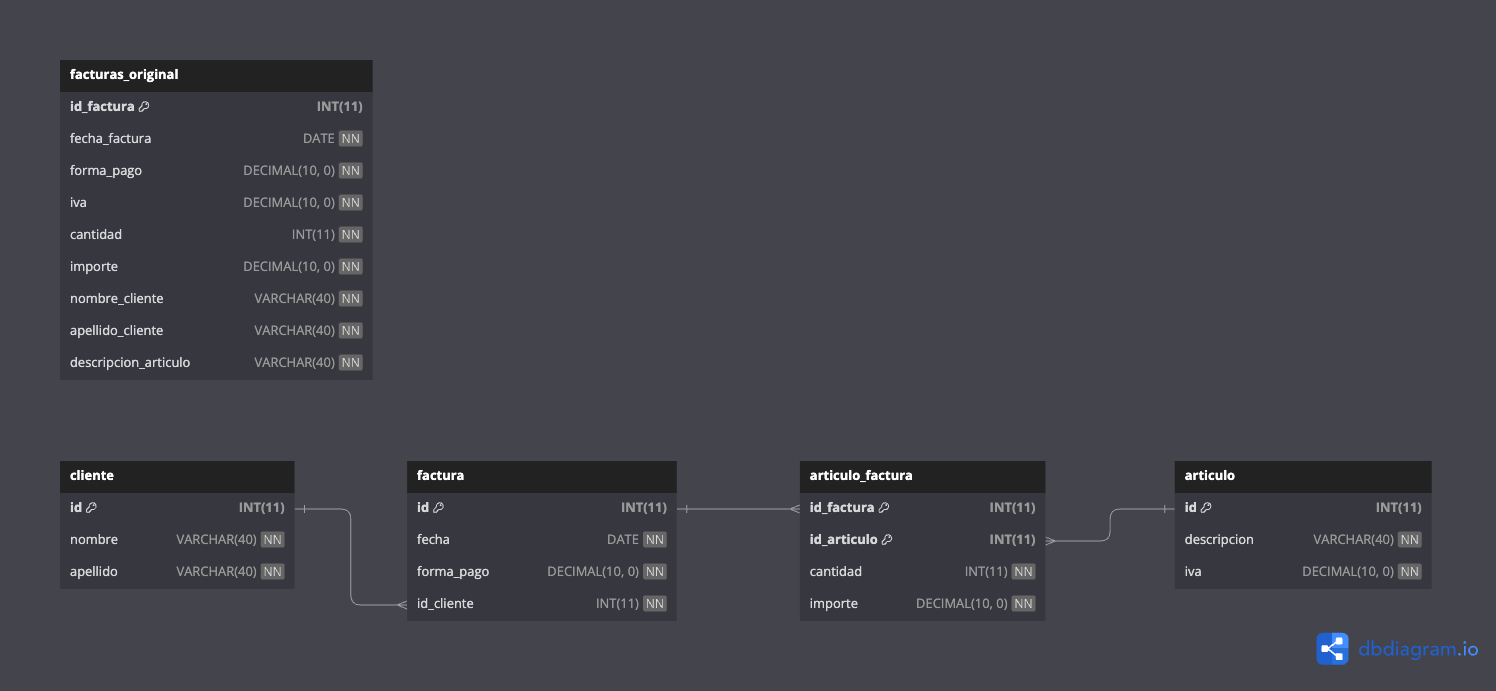 facturas_original
id_factura INT(11)
fecha_factura DATE NN
forma_pago DECIMAL(10, 0) NN
iva DECIMAL(10, 0) NN
cantidad INT(11) NN
importe DECIMAL(10, 0) NN
nombre_cliente VARCHAR(40) NN
apellido_cliente VARCHAR(40) NN
descripcion_articulo VARCHAR(40) NN
cliente
id INT(11)
nombre VARCHAR(40) NN
apellido VARCHAR(40) NN
factura
id INT(11)
fecha DATE NN
forma_pago DECIMAL(10, 0) NN
id_cliente INT(11) NN
articulo_factura
id_factura INT(11)
id_articulo INT(11)
cantidad INT(11) NN
importe DECIMAL(10, 0) NN
articulo
id INT(11)
descripcion VARCHAR(40) NN
iva DECIMAL(10, 0) NN
dbdiagram.io